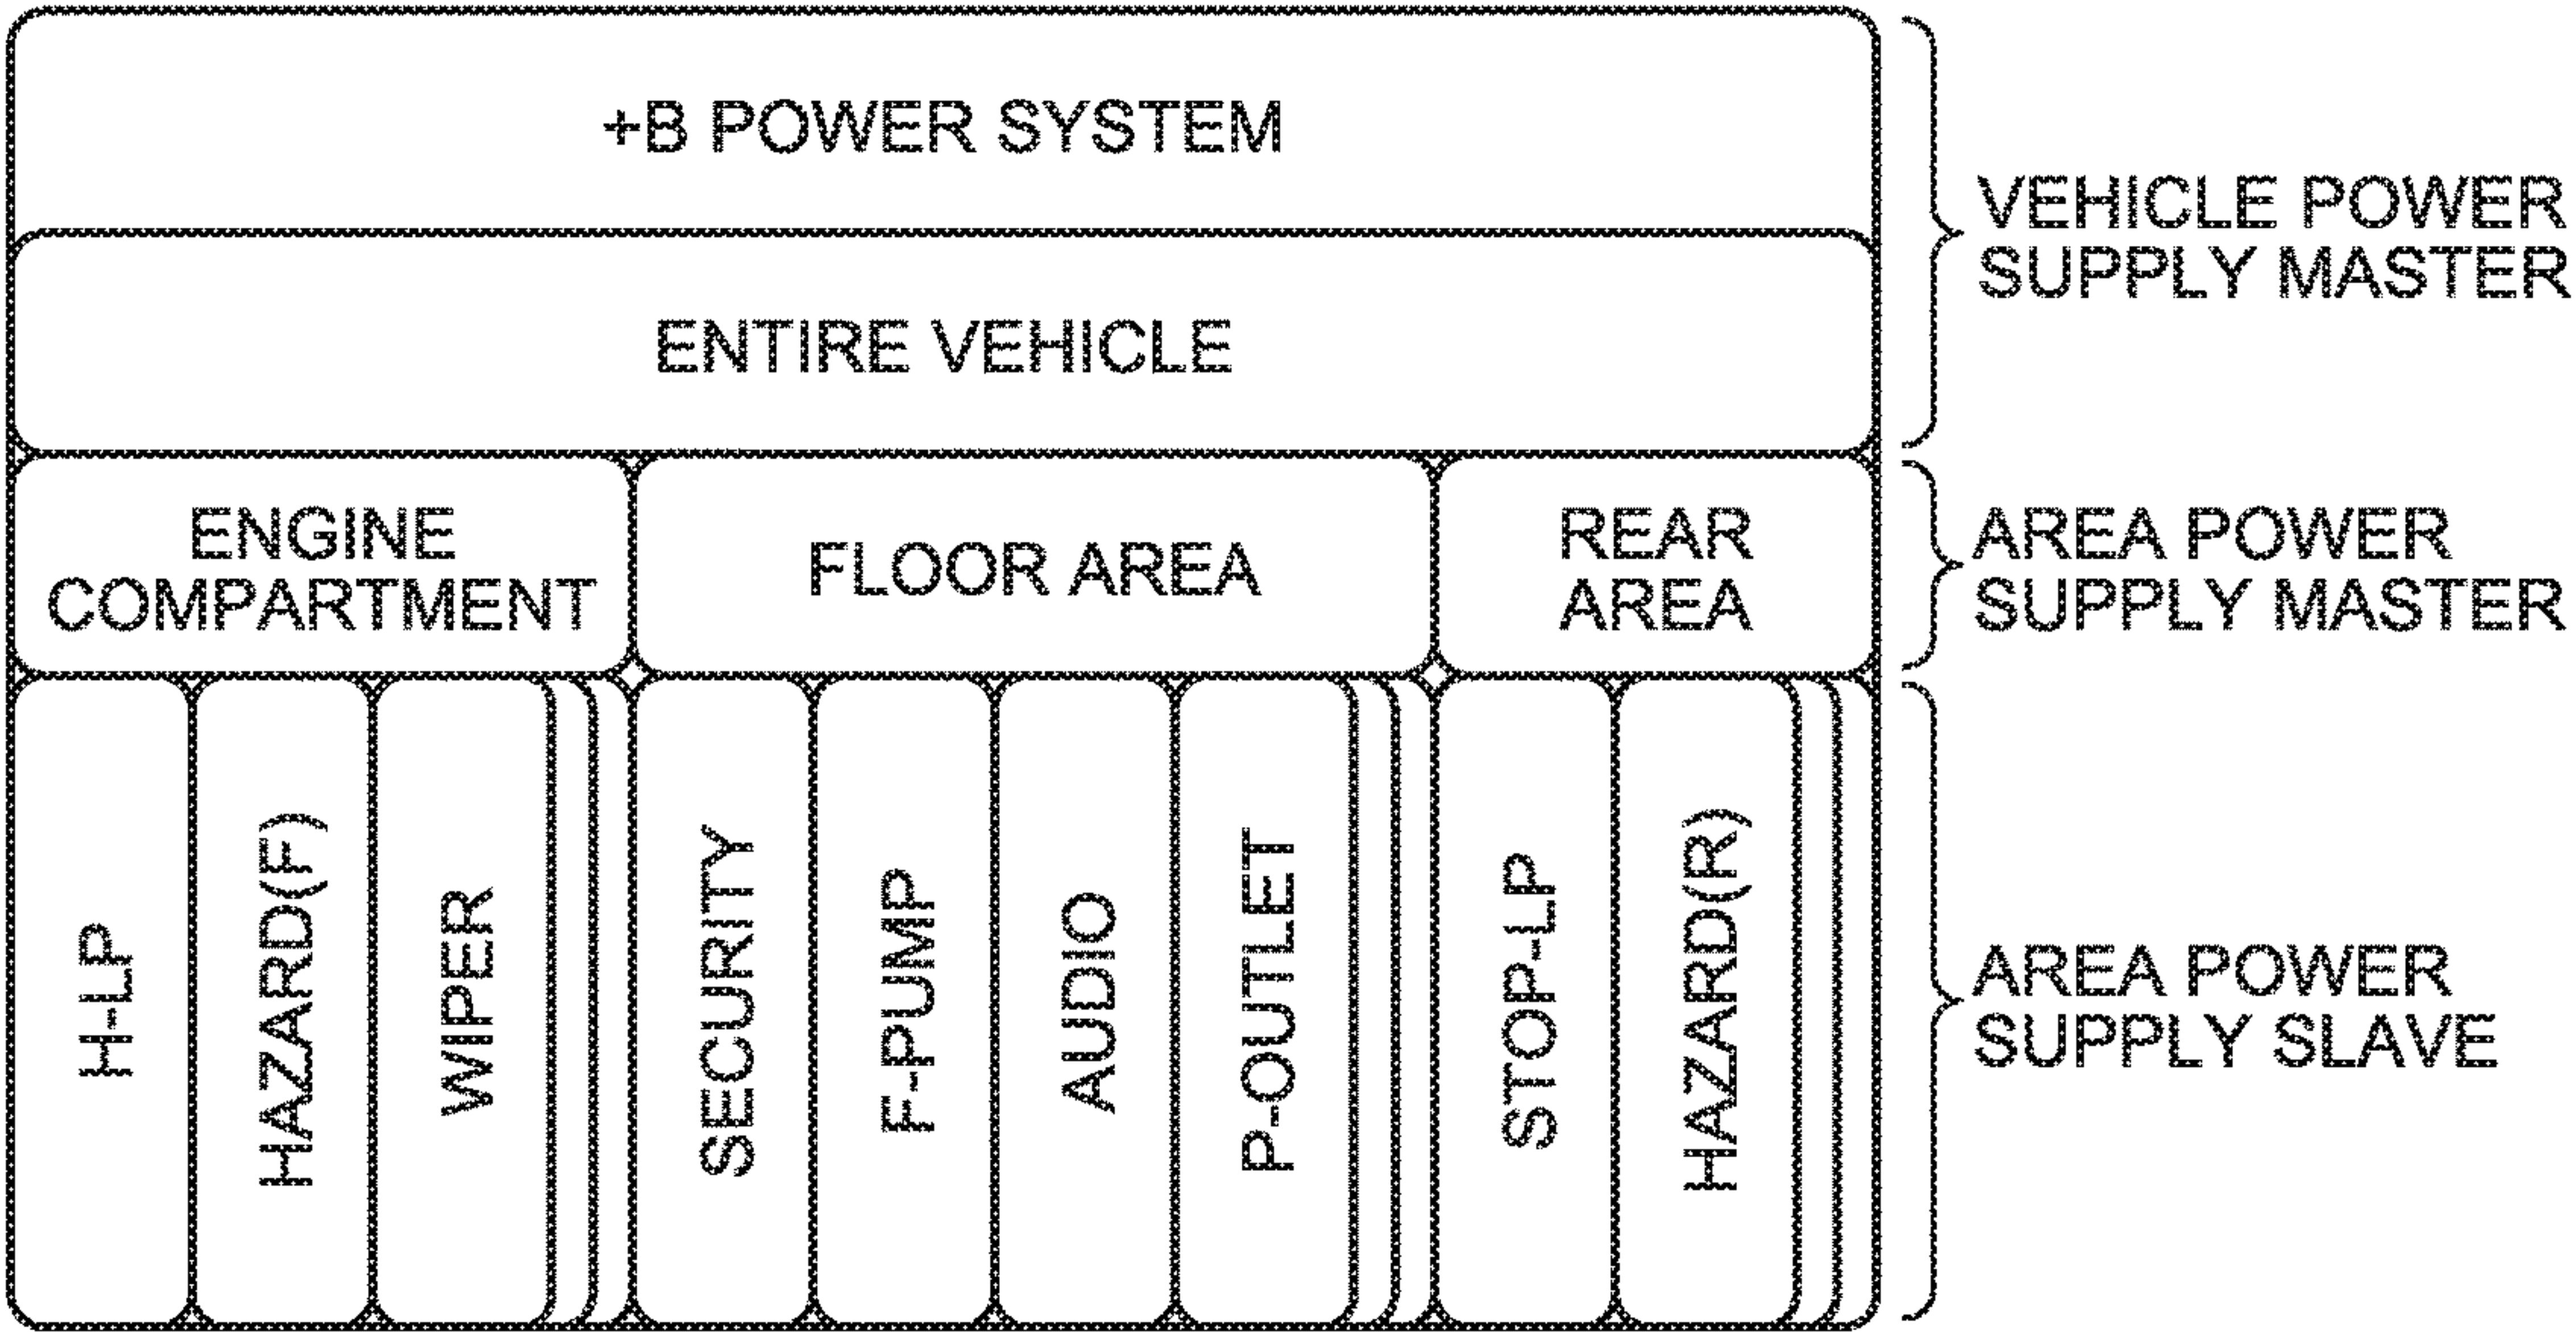 +B POWER SYSTEM
ENTIRE VEHICLE
VEHICLE POWER
SUPPLY MASTER
ENGINE
COMPARTMENT
FLOOR AREA
REAR
AREA
AREA POWER
SUPPLY MASTER
H-LP
HAZARD(F)
WIPER
SECURITY
F-PUMP
AUDIO
P-OUTLET
STOP-LP
HAZARD(R)
AREA POWER
SUPPLY SLAVE